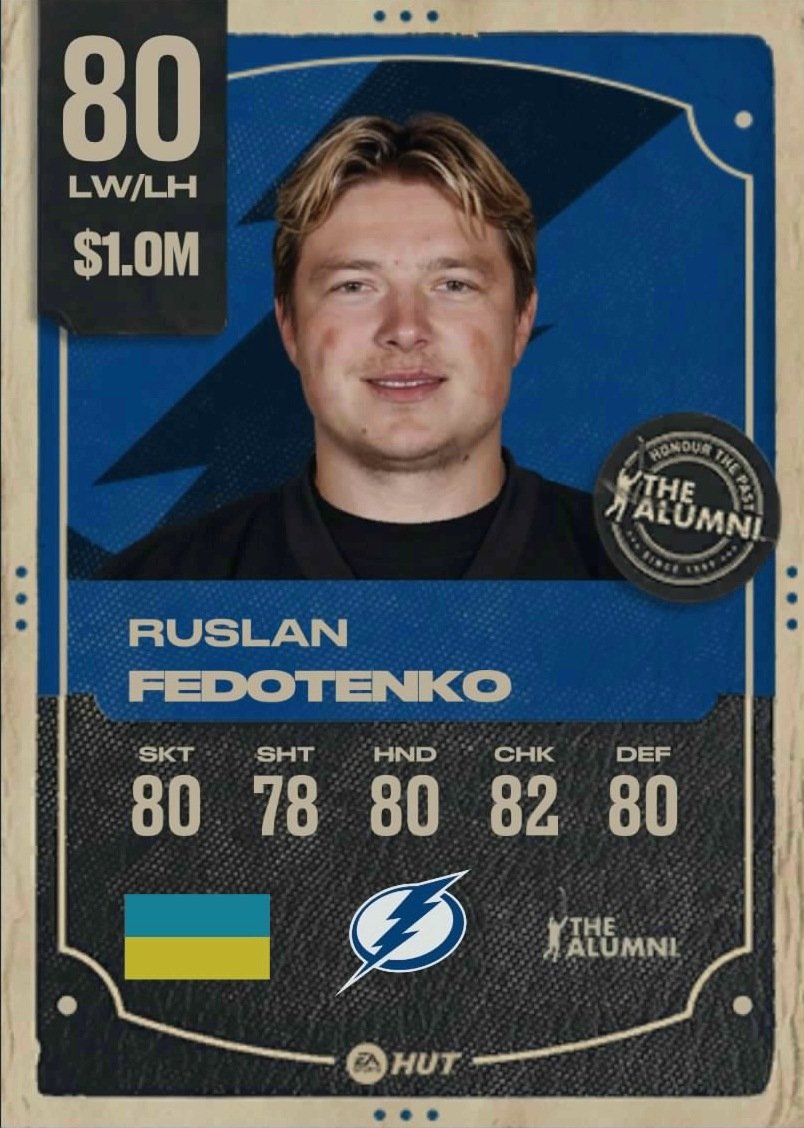 80
LW/LH
$1.0M
HONOUR THE PAST
THE
ALUMNI
RUSLAN
FEDOTENKO
SKT SHT HND CHK DEF
80 78 80 82 80
THE
ALUMNI
EA HUT